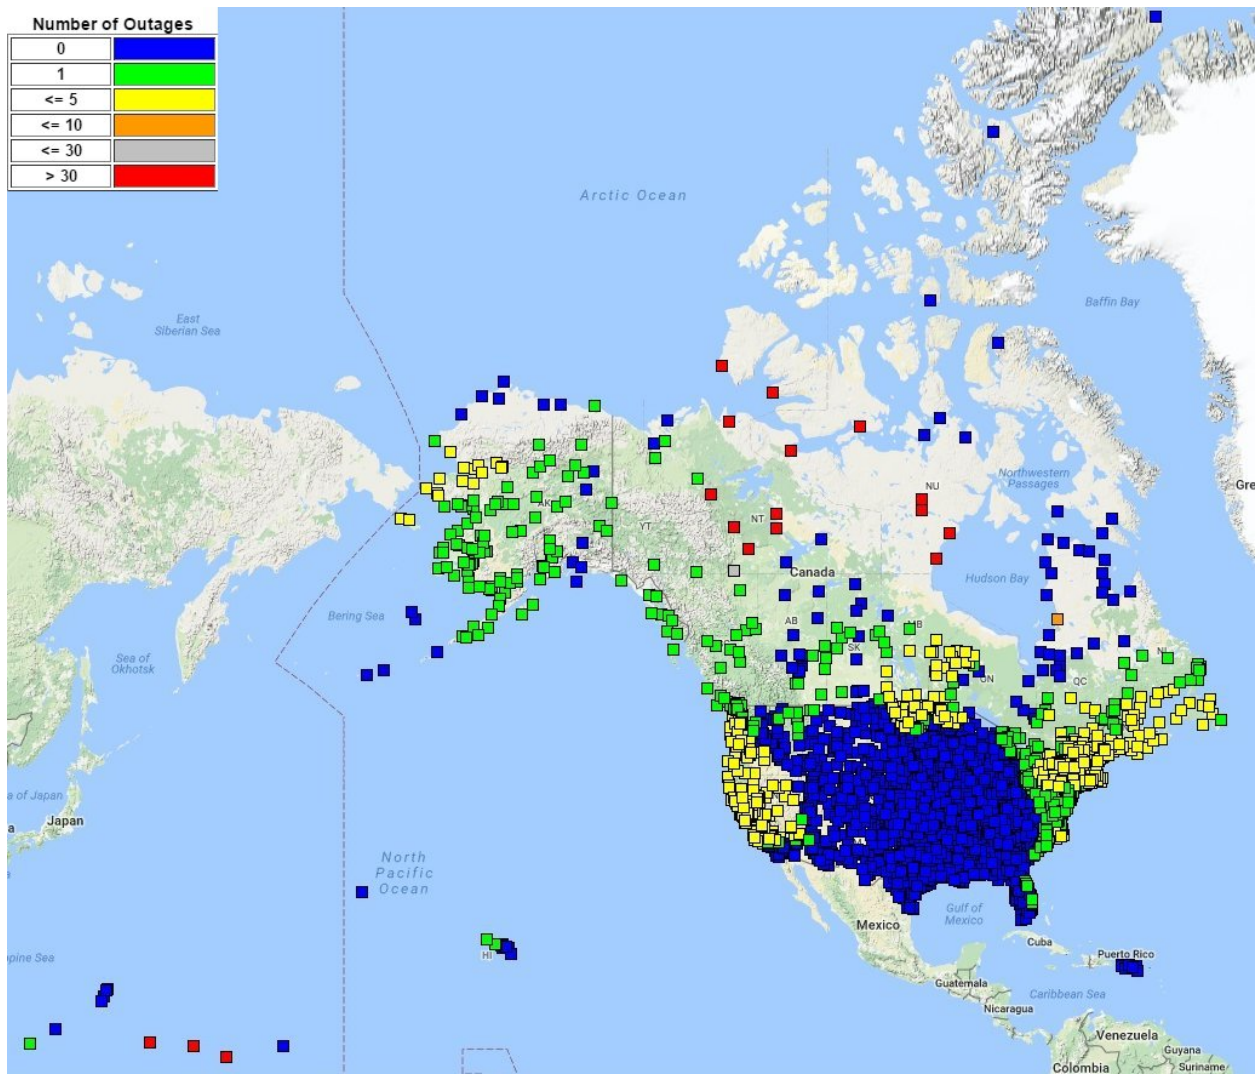 Number of Outages
0
1
<= 5
<= 10
<= 30
> 30
Arctic Ocean
East
Siberian Sea
Baffin Bay
Northwestern
Passages
NU
Gre
AK
YT
NT
Canada
Hudson Bay
Bering Sea
AB
MB
SK
Sea of
Okhotsk
NL
ON
QC
a of Japan
Japan
a
North
Pacific
Ocean
Gulf of
Mexico
Mexico
Cuba
Puerto Rico
HI
ppine Sea
Guatemala
Caribbean Sea
Nicaragua
Venezuela
Guyana
Suriname
Colombia